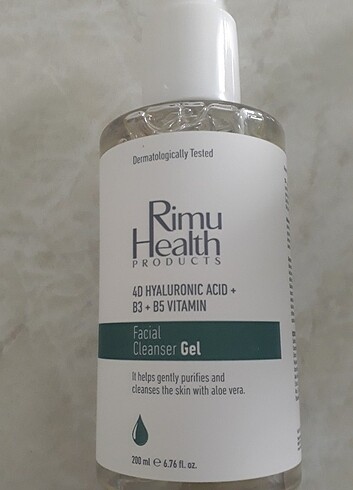 Dermatologically Tested
Rimu
Health
PRODUCTS
4D HYALURONIC ACID +
B3 + B5 VITAMIN
Facial
Cleanser Gel
It helps gently purifies and
cleanses the skin with aloe vera.
200 ml e 6.76 fl. oz.